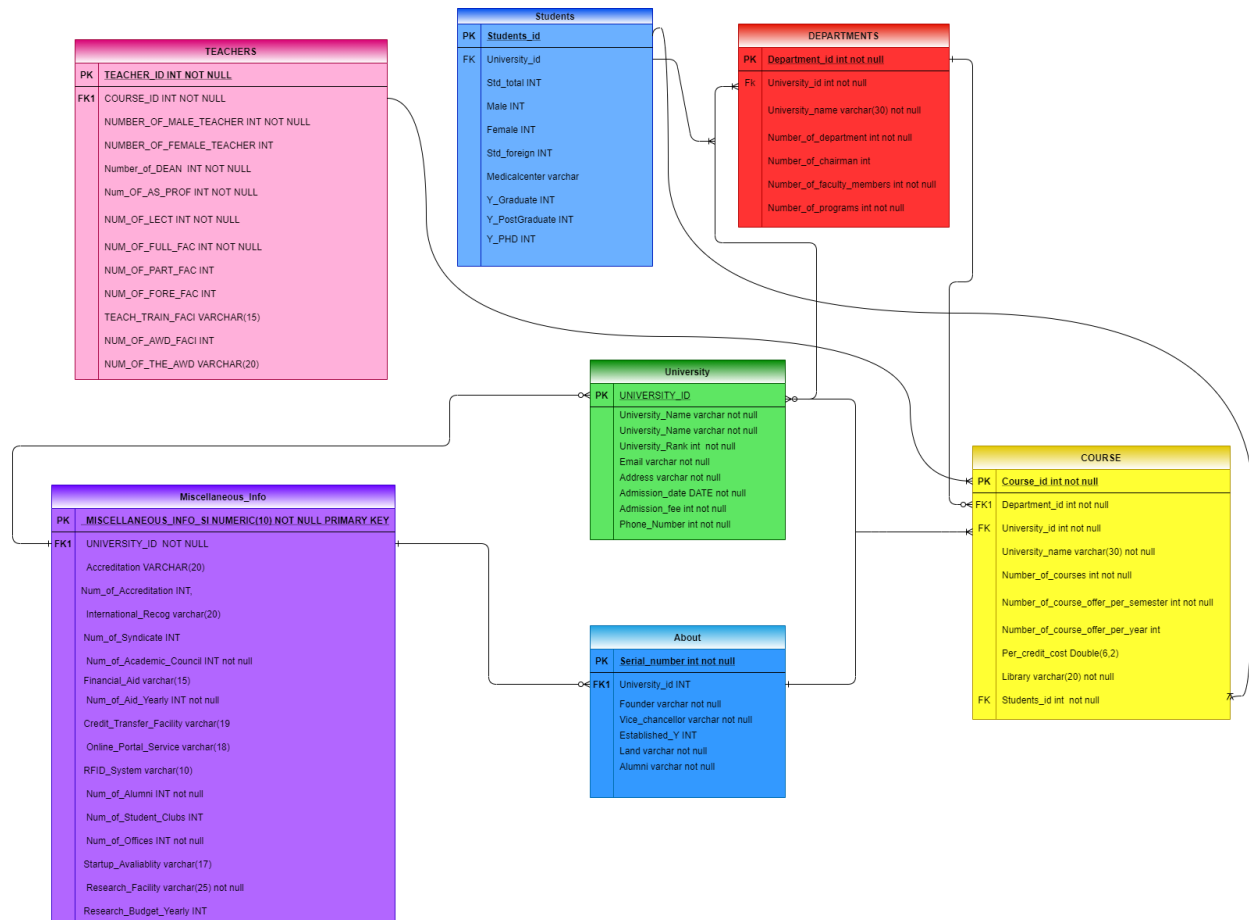 TEACHERS
PK TEACHER_ID INT NOT NULL
FK1 COURSE_ID INT NOT NULL
NUMBER_OF_MALE_TEACHER INT NOT NULL
NUMBER_OF_FEMALE_TEACHER INT
Number_of_DEAN INT NOT NULL
Num_OF_AS_PROF INT NOT NULL
NUM_OF_LECT INT NOT NULL
NUM_OF_FULL_FAC INT NOT NULL
NUM_OF_PART_FAC INT
NUM_OF_FORE_FAC INT
TEACH_TRAIN_FACI VARCHAR(15)
NUM_OF_AWD_FACI INT
NUM_OF_THE_AWD VARCHAR(20)
Students
PK Students_id
FK University_id
Std_total INT
Male INT
Female INT
Std_foreign INT
Medicalcenter varchar
Y_Graduate INT
Y_PostGraduate INT
Y_PHD INT
DEPARTMENTS
PK Department_id int not null
Fk University_id int not null
University_name varchar(30) not null
Number_of_department int not null
Number_of_chairman int
Number_of_faculty_members int not null
Number_of_programs int not null
University
PK UNIVERSITY_ID
University_Name varchar not null
University_Name varchar not null
University_Rank int not null
Email varchar not null
Address varchar not null
Admission_date DATE not null
Admission_fee int not null
Phone_Number int not null
COURSE
PK Course_id int not null
FK1 Department_id int not null
FK University_id int not null
University_name varchar(30) not null
Number_of_courses int not null
Number_of_course_offer_per_semester int not null
Number_of_course_offer_per_year int
Per_credit_cost Double(6,2)
Library varchar(20) not null
FK Students_id int not null
Miscellaneous_Info
PK MISCELLANEOUS_INFO_SI NUMERIC(10) NOT NULL PRIMARY KEY
FK1 UNIVERSITY_ID NOT NULL
Accreditation VARCHAR(20)
Num_of_Accreditation INT,
International_Recog varchar(20)
Num_of_Syndicate INT
Num_of_Academic_Council INT not null
Financial_Aid varchar(15)
Num_of_Aid_Yearly INT not null
Credit_Transfer_Facility varchar(19
Online_Portal_Service varchar(18)
RFID_System varchar(10)
Num_of_Alumni INT not null
Num_of_Student_Clubs INT
Num_of_Offices INT not null
Startup_Avaliablity varchar(17)
Research_Facility varchar(25) not null
Research_Budget_Yearly INT
About
PK Serial_number int not null
FK1 University_id INT
Founder varchar not null
Vice_chancellor varchar not null
Established_Y INT
Land varchar not null
Alumni varchar not null